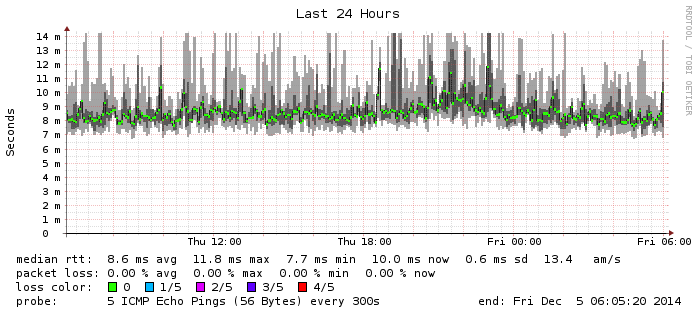 Last 24 Hours
RRDTOOL / TOBI OETIKER
Seconds
14 m
13 m
12 m
11 m
10 m
9 m
8 m
7 m
6 m
5 m
4 m
3 m
2 m
1 m
0
Thu 12:00 Thu 18:00 Fri 00:00 Fri 06:00
median rtt: 8.6 ms avg 11.8 ms max 7.7 ms min 10.0 ms now 0.6 ms sd 13.4 am/s
packet loss: 0.00 % avg 0.00 % max 0.00 % min 0.00 % now
loss color: 0 1/5 2/5 3/5 4/5
probe: 5 ICMP Echo Pings (56 Bytes) every 300s end: Fri Dec 5 06:05:20 2014